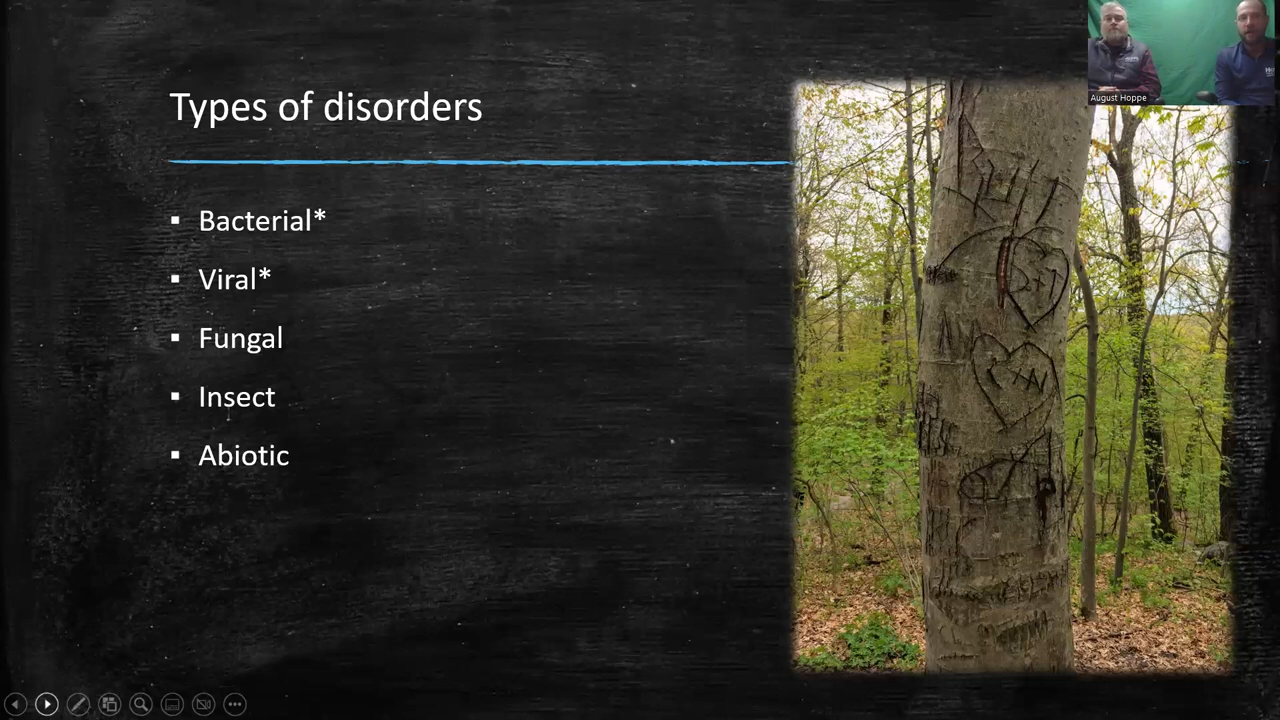 August Hoppe
Types of disorders
▪ Bacterial*
▪ Viral*
▪ Fungal
▪ Insect
▪ Abiotic